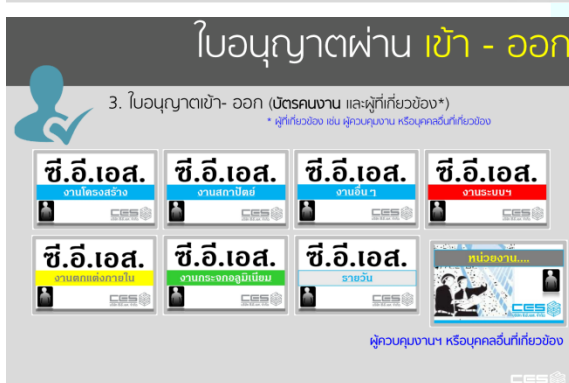 ใบอนุญาตผ่าน เข้า - ออก
3. ใบอนุญาตเข้า- ออก (บัตรคนงาน และผู้ที่เกี่ยวข้อง*)
* ผู้ที่เกี่ยวข้อง เช่น ผู้ควบคุมงาน หรือบุคคลอื่นที่เกี่ยวข้อง
ซี.อี.เอส. ซี.อี.เอส. ซี.อี.เอส. ซี.อี.เอส.
งานโครงสร้าง งานสถาปัตย์ งานอื่น ๆ งานระบบฯ
CES CES CES CES
ซี.อี.เอส. ซี.อี.เอส. ซี.อี.เอส. หน่วยงาน....
งานตกแต่งภายใน งานกระจกอลูมิเนียม รายวัน
CES CES CES CES
ผู้ควบคุมงานฯ หรือบุคคลอื่นที่เกี่ยวข้อง
CES